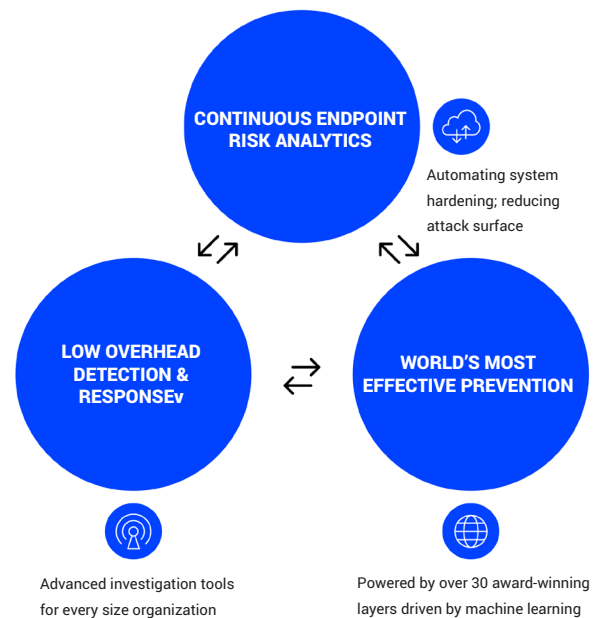 CONTINUOUS ENDPOINT
RISK ANALYTICS
Automating system
hardening; reducing
attack surface
LOW OVERHEAD
DETECTION &
RESPONSEv
WORLD’S MOST
EFFECTIVE PREVENTION
Advanced investigation tools
for every size organization
Powered by over 30 award-winning
layers driven by machine learning